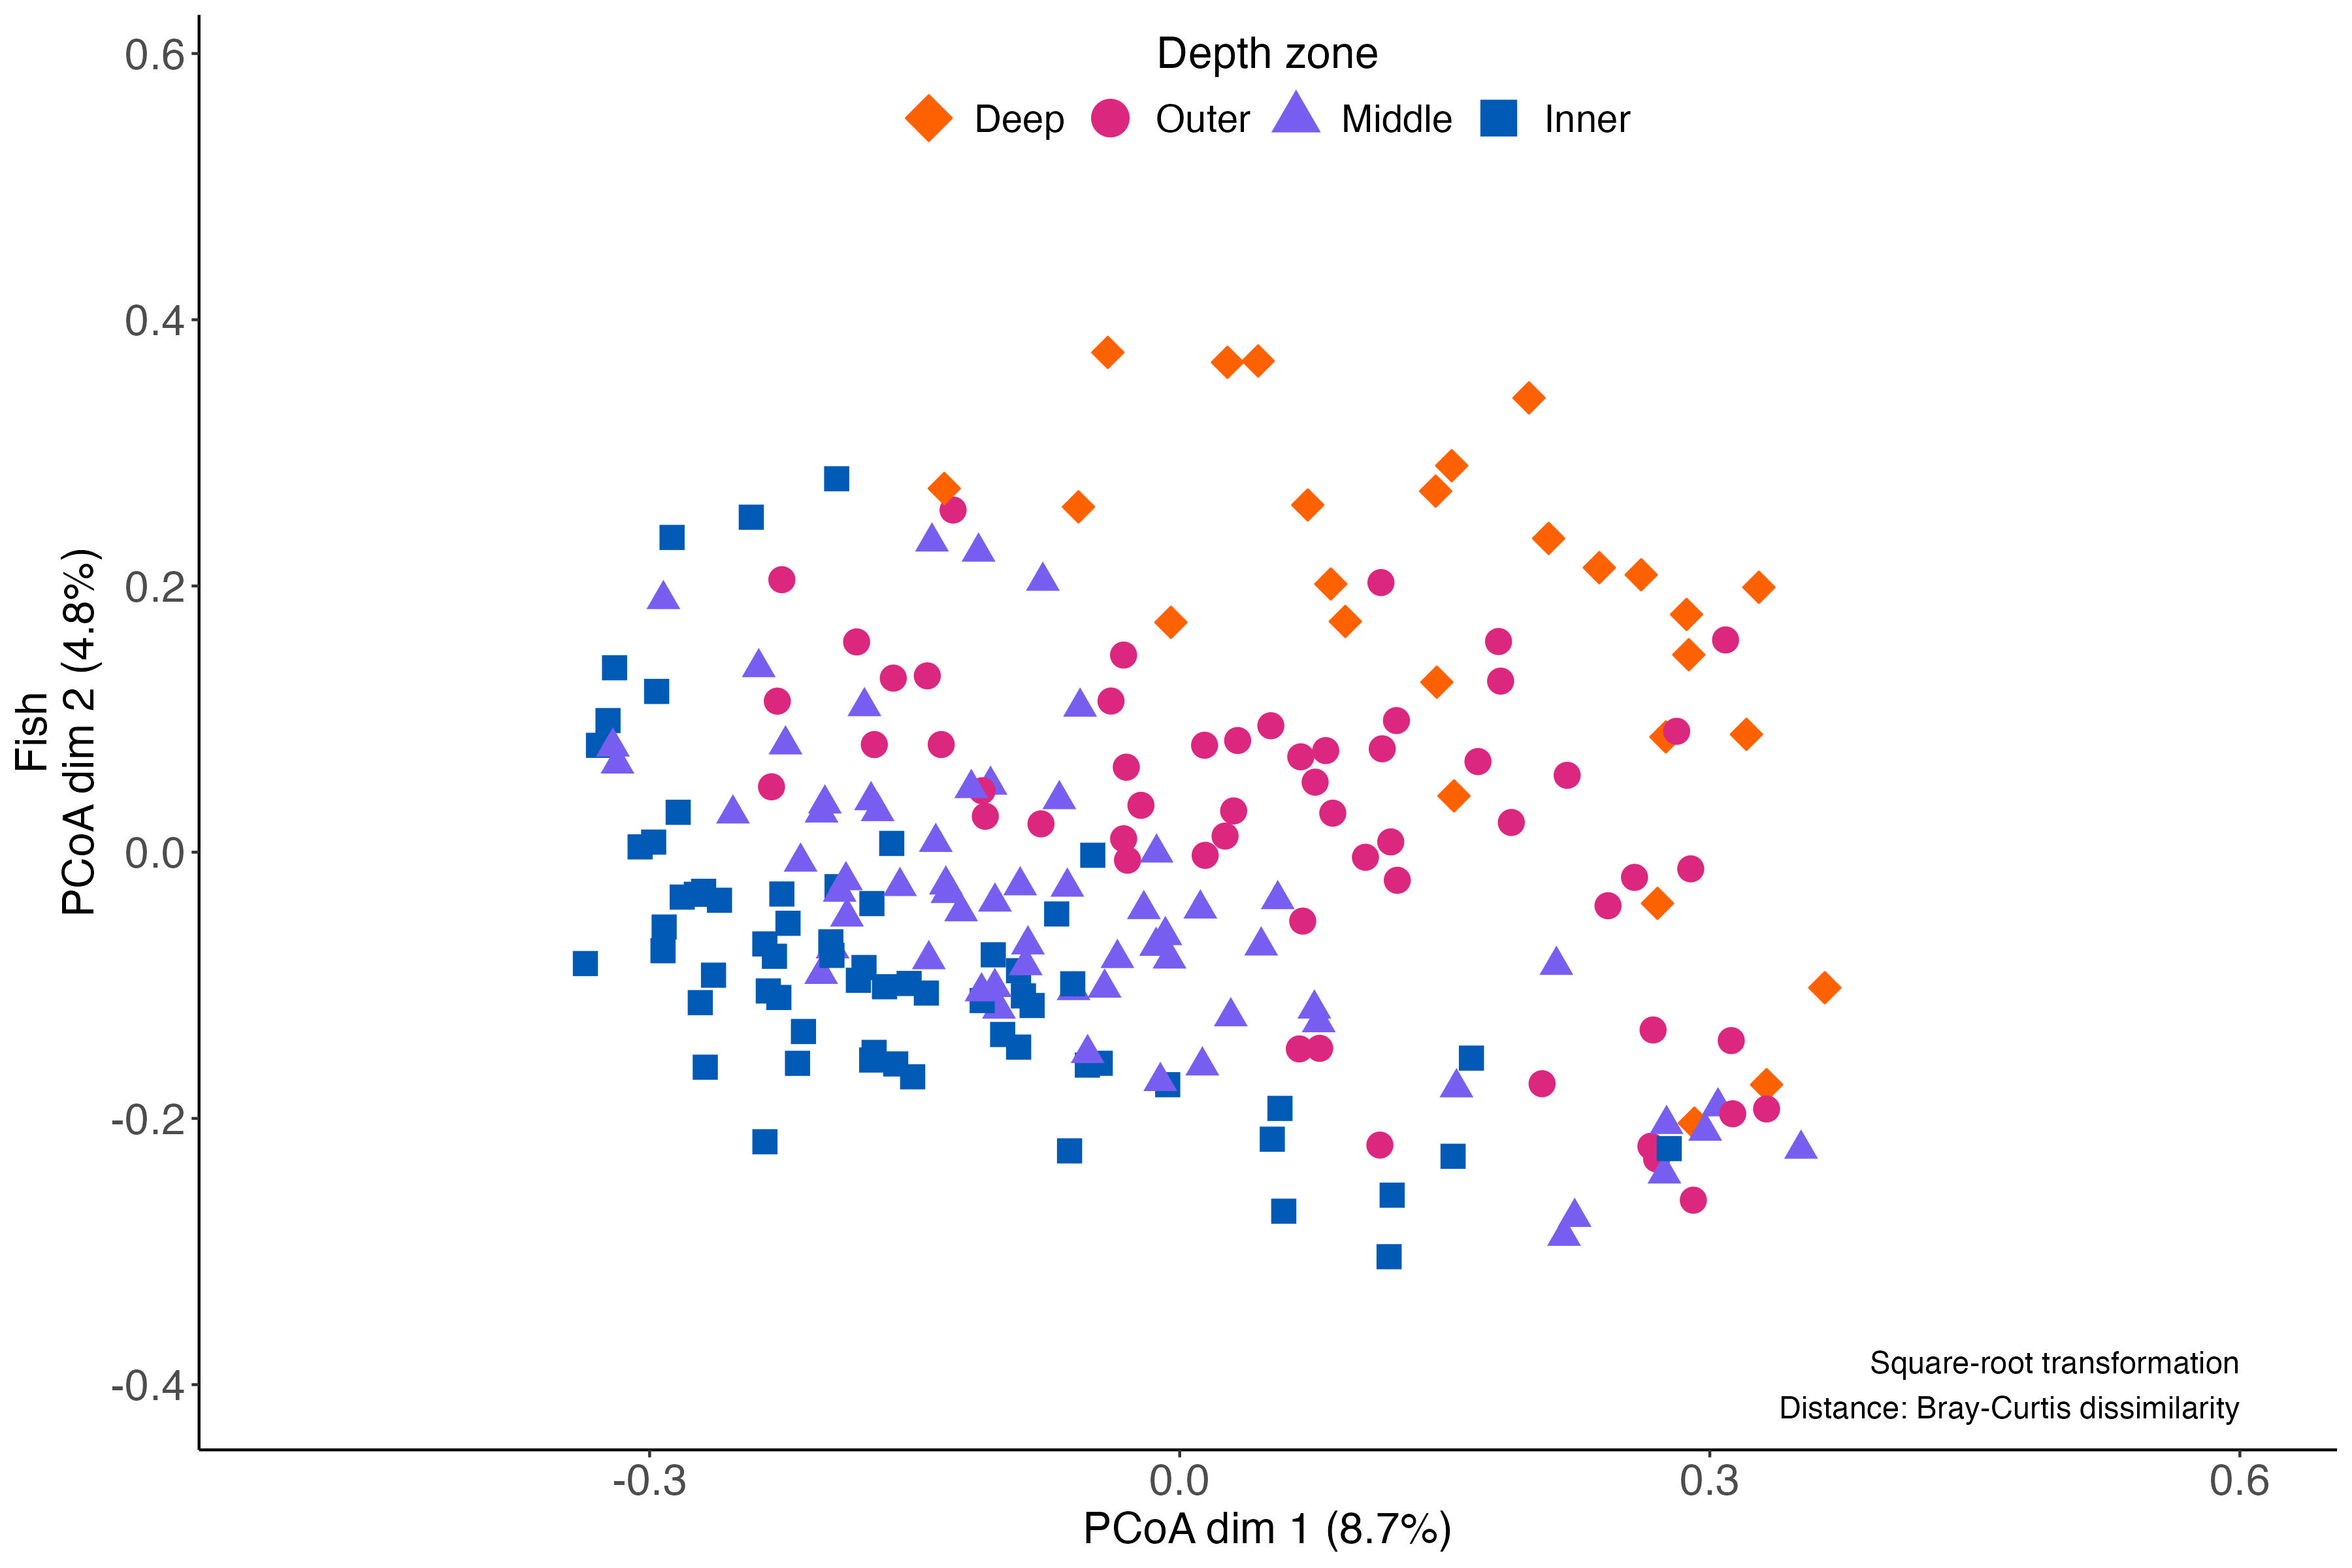 Depth zone
Deep Outer Middle Inner
0.6
0.4
0.2
0.0
-0.2
-0.4
Fish
PCoA dim 2 (4.8%)
Square-root transformation
Distance: Bray-Curtis dissimilarity
-0.3 0.0 0.3 0.6
PCoA dim 1 (8.7%)